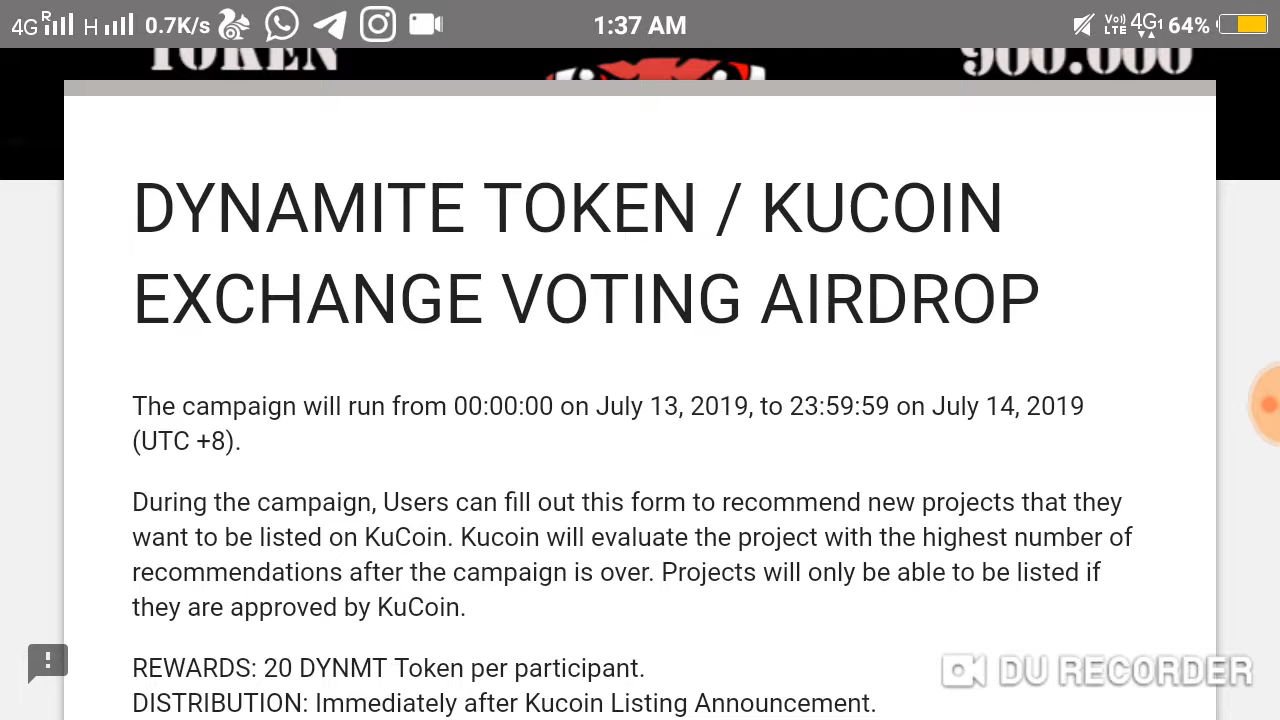 4G R H 0.7K/s 1:37 AM Vo) LTE 4G1 64%
TOKEN 900.000
DYNAMITE TOKEN / KUCOIN
EXCHANGE VOTING AIRDROP
The campaign will run from 00:00:00 on July 13, 2019, to 23:59:59 on July 14, 2019
(UTC +8).
During the campaign, Users can fill out this form to recommend new projects that they
want to be listed on KuCoin. Kucoin will evaluate the project with the highest number of
recommendations after the campaign is over. Projects will only be able to be listed if
they are approved by KuCoin.
REWARDS: 20 DYNMT Token per participant.
DISTRIBUTION: Immediately after Kucoin Listing Announcement.
DU RECORDER